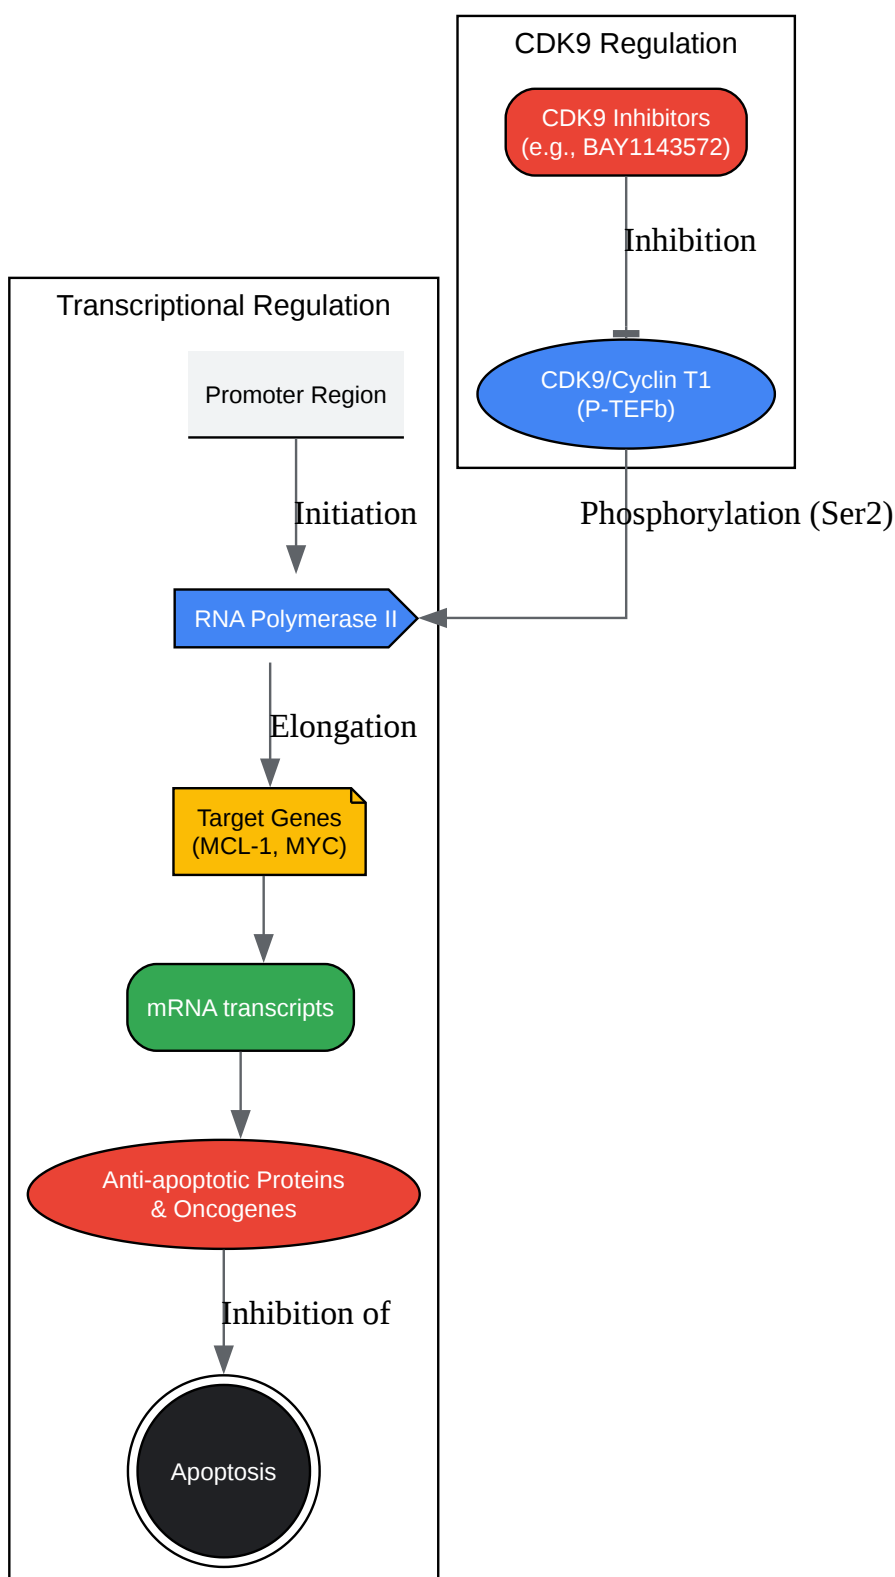 CDK9 Regulation
CDK9 Inhibitors
(e.g., BAY1143572)
Inhibition
CDK9/Cyclin T1
(P-TEFb)
Phosphorylation (Ser2)
Transcriptional Regulation
Promoter Region
Initiation
RNA Polymerase II
Elongation
Target Genes
(MCL-1, MYC)
mRNA transcripts
Anti-apoptotic Proteins
& Oncogenes
Inhibition of
Apoptosis